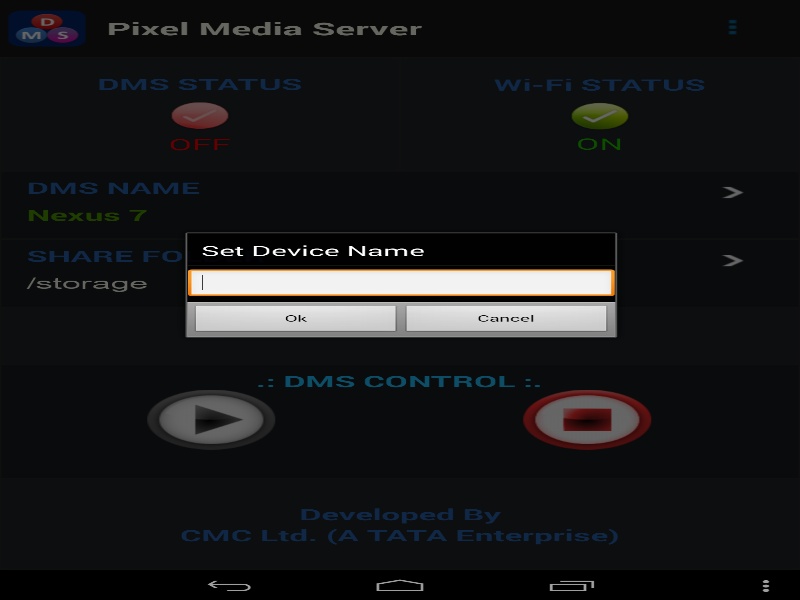 D
M S
Pixel Media Server
DMS STATUS
Wi-Fi STATUS
OFF
ON
DMS NAME
Nexus 7
SHARE FO
/storage
Set Device Name
Ok
Cancel
.: DMS CONTROL :.
Developed By
CMC Ltd. (A TATA Enterprise)